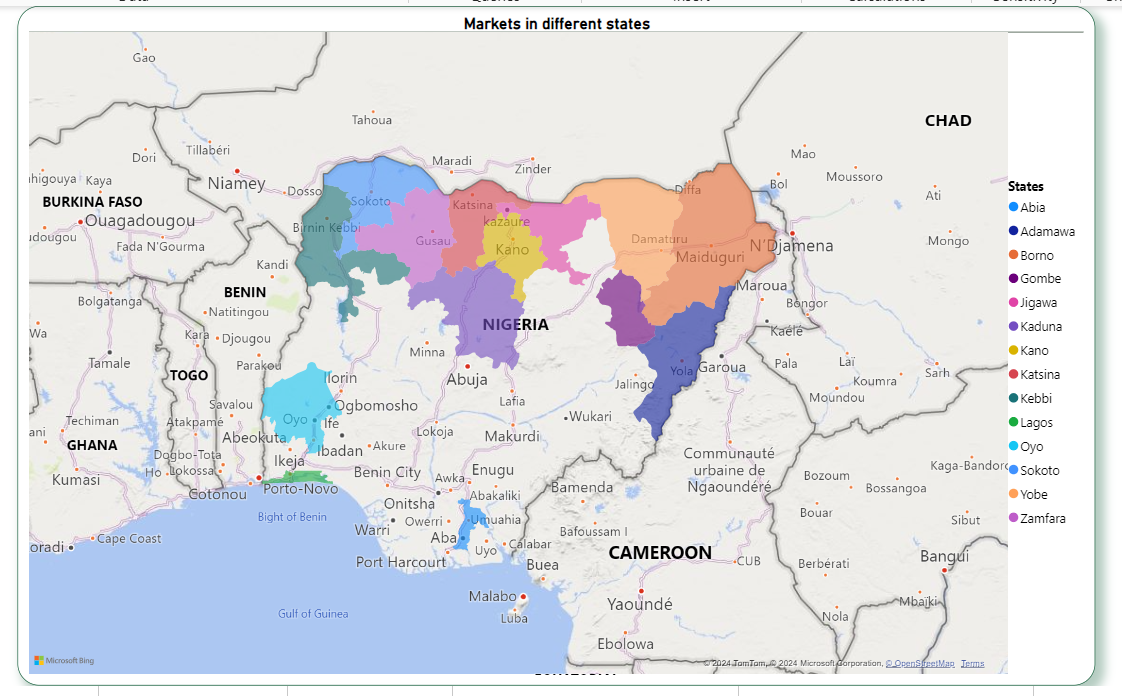 Markets in different states
Gao
CHAD
Tahoua
Tillabéri
Dori
Maradi
Zinder
Mao
Moussoro
Kaya
Niamey
Dosso
Diffa
Bol
Ati
BURKINA FASO
Ouagadougou
Fada N'Gourma
Sokoto
Katsina
kazaure
Birnin Kebbi
Gusau
Kano
Damaturu
Maiduguri
N'Djamena
Mongo
Kandi
BENIN
Natitingou
Bolgatanga
Maroua
Bongor
NIGERIA
Wa
Kara
Djougou
Kaélé
Tamale
Parakou
Minna
Abuja
TOGO
Yola
Garoua
Pala
Laï
Koumra
Sarh
Moundou
Ilorin
Jalingo
Lafia
Savalou
Oyo
Ogbomosho
Ife
Wukari
Techiman
Atakpamé
Abeokuta
Ibadan
Akure
Lokoja
Makurdi
GHANA
Dogbo-Tota
Ikeja
Communauté
urbaine de
Ngaoundéré
Kumasi
Ho
Lokossa
Benin City
Enugu
Awka
Abakaliki
Bamenda
Bozoum
Bossangoa
Kaga-Bandoro
Cotonou
Porto-Novo
Onitsha
Owerri
Umuahia
Bouar
Sibut
Bight of Benin
Warri
Aba
Uyo
Calabar
Bafoussam I
Cape Coast
Port Harcourt
Buea
CAMEROON
CUB
Berbérati
Bangui
Malabo
Luba
Yaoundé
Mbaïki
Nola
Gulf of Guinea
Ebolowa
Microsoft Bing
© 2024 TomTom, © 2024 Microsoft Corporation, © OpenStreetMap Terms
States
Abia
Adamawa
Borno
Gombe
Jigawa
Kaduna
Kano
Katsina
Kebbi
Lagos
Oyo
Sokoto
Yobe
Zamfara